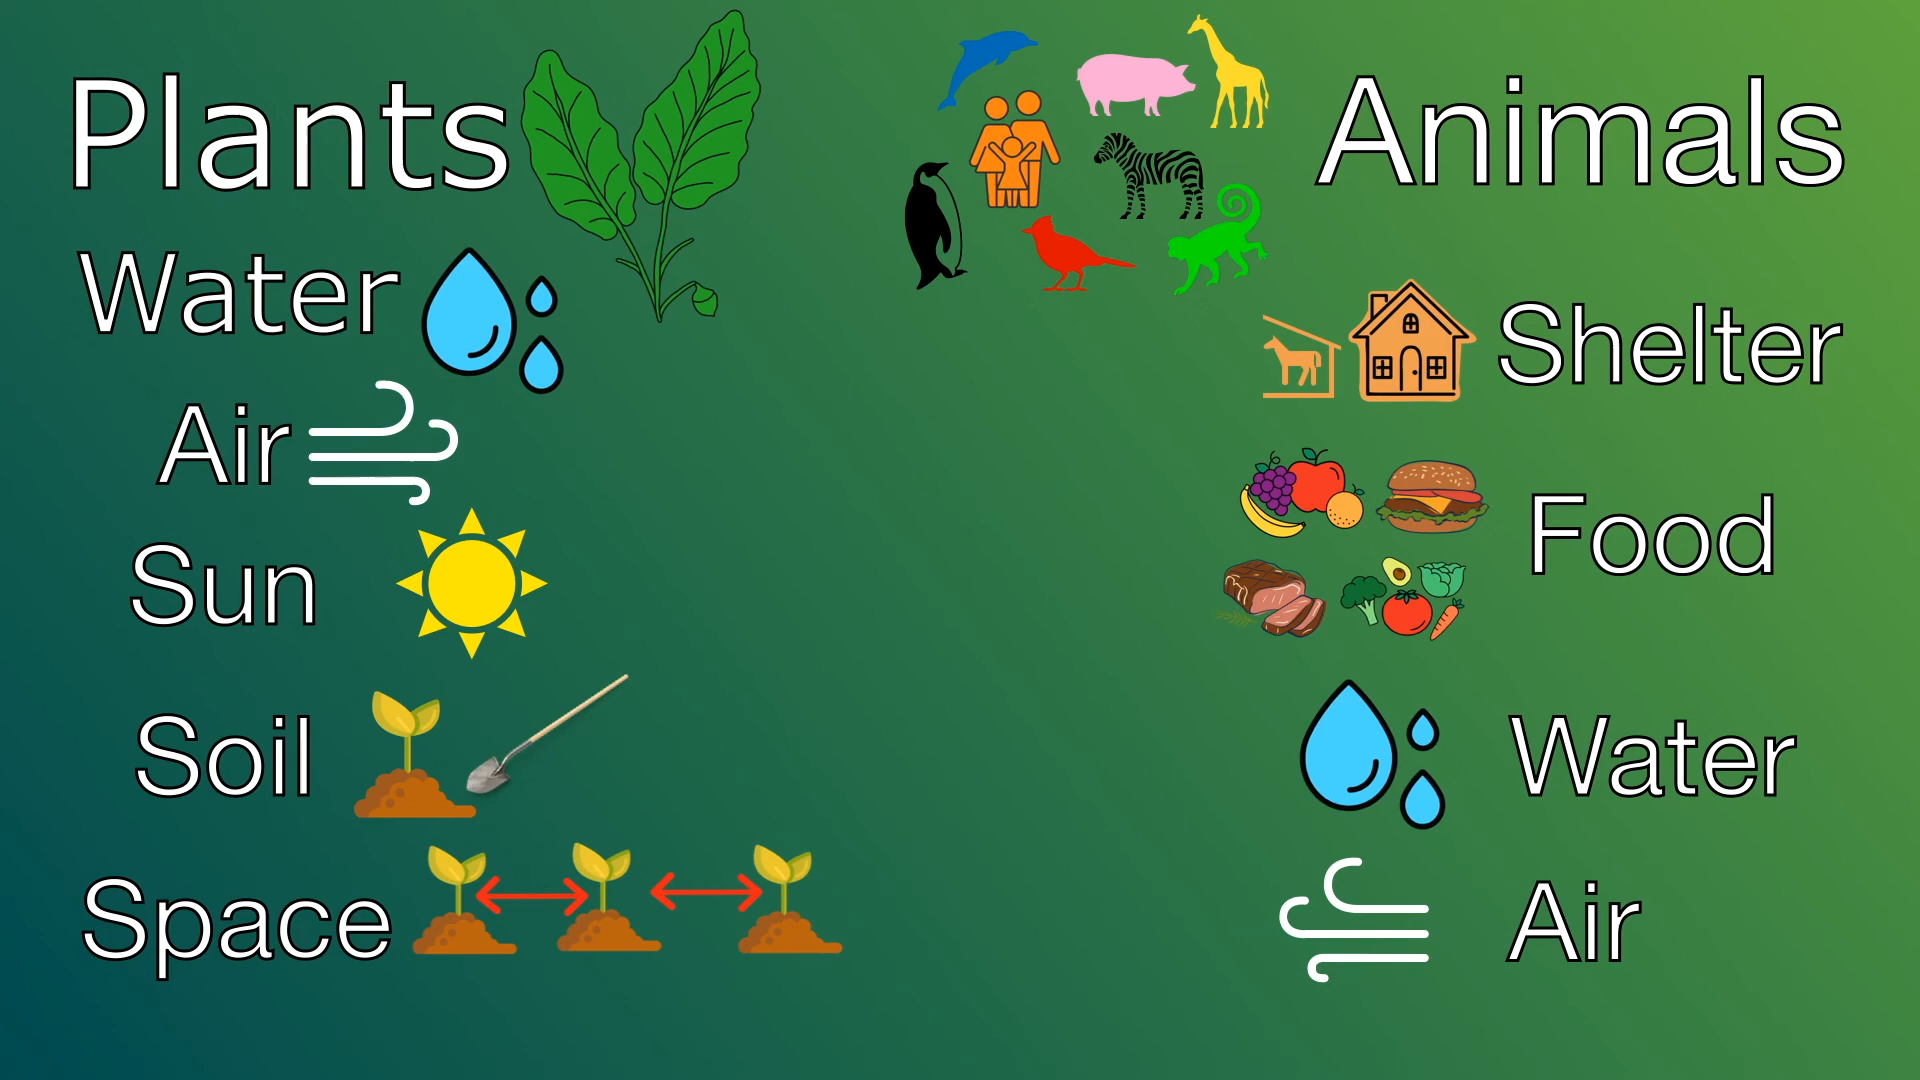 Plants
Water
Air
Sun
Soil
Space
Animals
Shelter
Food
Water
Air